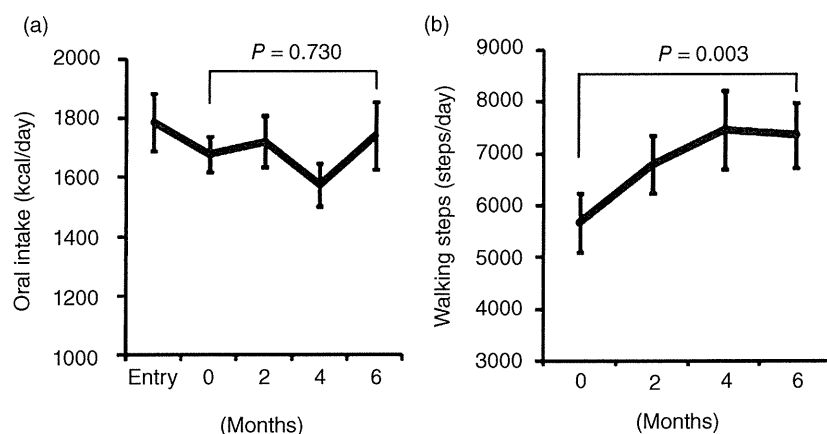 (a)
P = 0.730
2000
1800
1600
1400
1200
1000
Oral intake (kcal/day)
Entry 0 2 4 6
(Months)
(b)
P = 0.003
9000
8000
7000
6000
5000
4000
3000
Walking steps (steps/day)
0 2 4 6
(Months)